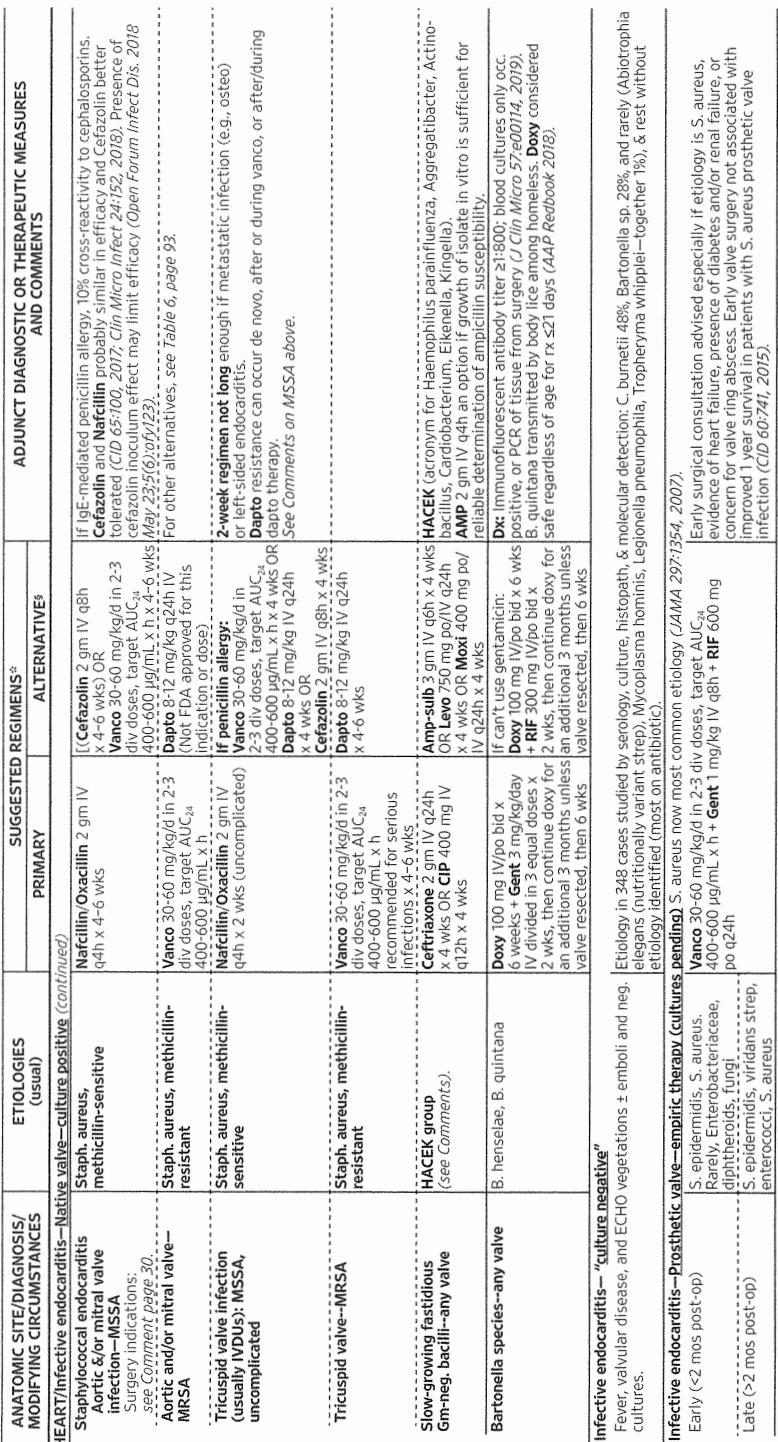 ANATOMIC SITE/DIAGNOSIS/
MODIFYING CIRCUMSTANCES
ETIOLOGIES
(usual)
SUGGESTED REGIMENS*
PRIMARY
ALTERNATIVE§
ADJUNCT DIAGNOSTIC OR THERAPEUTIC MEASURES
AND COMMENTS
HEART/Infective endocarditis—Native valve—culture positive (continued)
Staphylococcal endocarditis
Aortic &/or mitral valve
infection—MSSA
Surgery indications:
see Comment page 30.
Staph. aureus,
methicillin-sensitive
Nafcillin/Oxacillin 2 gm IV
q4h x 4-6 wks
[(Cefazolin 2 gm IV q8h
x 4-6 wks) OR
Vanco 30-60 mg/kg/d in 2-3
div doses, target AUC24
400-600 µg/mL x h x 4-6 wks
If IgE-mediated penicillin allergy, 10% cross-reactivity to cephalosporins.
Cefazolin and Nafcillin probably similar in efficacy and Cefazolin better
tolerated (CID 65:100, 2017; Clin Micro Infect 24:152, 2018). Presence of
cefazolin inoculum effect may limit efficacy (Open Forum Infect Dis. 2018
May 23;5(6):ofy123).
Aortic and/or mitral valve—
MRSA
Staph. aureus, methicillin-
resistant
Vanco 30-60 mg/kg/d in 2-3
div doses, target AUC24
400-600 µg/mL x h
Dapto 8-12 mg/kg q24h IV
(Not FDA approved for this
indication or dose)
For other alternatives, see Table 6, page 93.
Tricuspid valve infection
(usually IVDUs): MSSA,
uncomplicated
Staph. aureus, methicillin-
sensitive
Nafcillin/Oxacillin 2 gm IV
q4h x 2 wks (uncomplicated)
If penicillin allergy:
Vanco 30-60 mg/kg/d in
2-3 div doses, target AUC24
400-600 µg/mL x h x 4 wks OR
Dapto 8-12 mg/kg IV q24h
x 4 wks OR
Cefazolin 2 gm IV q8h x 4 wks
2-week regimen not long enough if metastatic infection (e.g., osteo)
or left-sided endocarditis.
Dapto resistance can occur de novo, after or during vanco, or after/during
dapto therapy.
See Comments on MSSA above.
Tricuspid valve--MRSA
Staph. aureus, methicillin-
resistant
Vanco 30-60 mg/kg/d in 2-3
div doses, target AUC24
400-600 µg/mL x h
recommended for serious
infections x 4-6 wks
Dapto 8-12 mg/kg IV q24h
x 4-6 wks
Slow-growing fastidious
Gm-neg. bacilli--any valve
HACEK group
(see Comments).
Ceftriaxone 2 gm IV q24h
x 4 wks OR CIP 400 mg IV
q12h x 4 wks
Amp-sulb 3 gm IV q6h x 4 wks
OR Levo 750 mg po/IV q24h
x 4 wks OR Moxi 400 mg po/
IV q24h x 4 wks
HACEK (acronym for Haemophilus parainfluenza, Aggregatibacter, Actino-
bacillus, Cardiobacterium, Eikenella, Kingella).
AMP 2 gm IV q4h an option if growth of isolate in vitro is sufficient for
reliable determination of ampicillin susceptibility.
Bartonella species--any valve
B. henselae, B. quintana
Doxy 100 mg IV/po bid x
6 weeks + Gent 3 mg/kg/day
IV divided in 3 equal doses x
2 wks, then continue doxy for
an additional 3 months unless
valve resected, then 6 wks
If can't use gentamicin:
Doxy 100 mg IV/po bid x 6 wks
+ RIF 300 mg IV/po bid x
2 wks, then continue doxy for
an additional 3 months unless
valve resected, then 6 wks
Dx: Immunofluorescent antibody titer ≥1:800; blood cultures only occ.
positive, or PCR of tissue from surgery (J Clin Micro 57:e00114, 2019).
B. quintana transmitted by body lice among homeless. Doxy considered
safe regardless of age for rx ≤21 days (AAP Redbook 2018).
Infective endocarditis— "culture negative"
Fever, valvular disease, and ECHO vegetations ± emboli and neg.
cultures.
Etiology in 348 cases studied by serology, culture, histopath, & molecular detection: C. burnetii 48%, Bartonella sp. 28%, and rarely (Abiotrophia
elegans (nutritionally variant strep), Mycoplasma hominis, Legionella pneumophila, Tropheryma whipplei—together 1%), & rest without
etiology identified (most on antibiotic).
Infective endocarditis—Prosthetic valve—empiric therapy (cultures pending) S. aureus now most common etiology (JAMA 297:1354, 2007).
Early (<2 mos post-op)
S. epidermidis, S. aureus.
Rarely, Enterobacteriaceae,
diphtheroids, fungi
Late (>2 mos post-op)
S. epidermidis, viridans strep,
enterococci, S. aureus
Vanco 30-60 mg/kg/d in 2-3 div doses, target AUC24
400-600 µg/mL x h + Gent 1 mg/kg IV q8h + RIF 600 mg
po q24h
Early surgical consultation advised especially if etiology is S. aureus,
evidence of heart failure, presence of diabetes and/or renal failure, or
concern for valve ring abscess. Early valve surgery not associated with
improved 1 year survival in patients with S. aureus prosthetic valve
infection (CID 60:741, 2015).